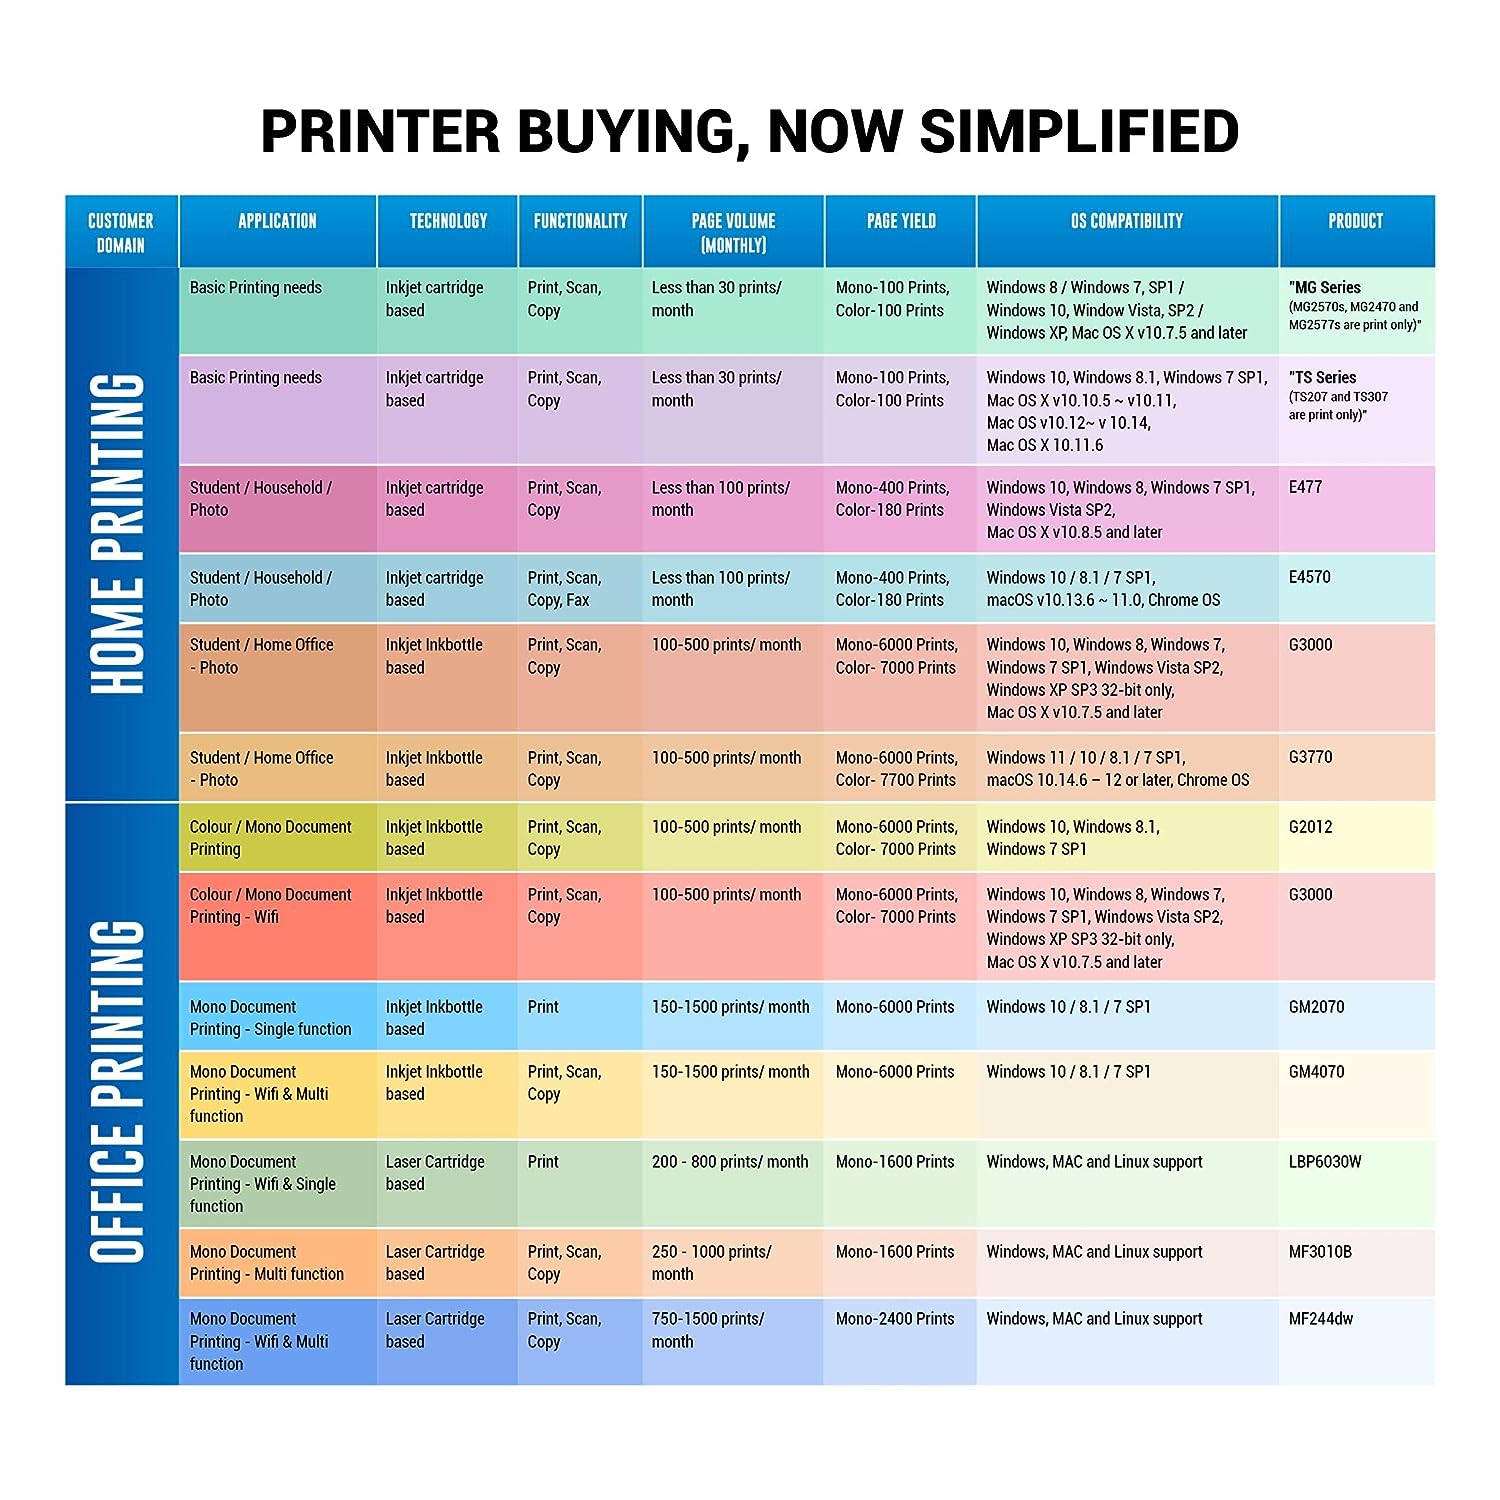 PRINTER BUYING, NOW SIMPLIFIED
CUSTOMER
DOMAIN
APPLICATION
TECHNOLOGY
FUNCTIONALITY
PAGE VOLUME
(MONTHLY)
PAGE YIELD
OS COMPATIBILITY
PRODUCT
HOME PRINTING
Basic Printing needs
Inkjet cartridge
based
Print, Scan,
Copy
Less than 30 prints/
month
Mono-100 Prints,
Color-100 Prints
Windows 8 / Windows 7, SP1 /
Windows 10, Window Vista, SP2 /
Windows XP, Mac OS X v10.7.5 and later
"MG Series
(MG2570s, MG2470 and
MG2577s are print only)"
Basic Printing needs
Inkjet cartridge
based
Print, Scan,
Copy
Less than 30 prints/
month
Mono-100 Prints,
Color-100 Prints
Windows 10, Windows 8.1, Windows 7 SP1,
Mac OS X v10.10.5 ~ v10.11,
Mac OS v10.12~ v 10.14,
Mac OS X 10.11.6
"TS Series
(TS207 and TS307
are print only)"
Student / Household /
Photo
Inkjet cartridge
based
Print, Scan,
Copy
Less than 100 prints/
month
Mono-400 Prints,
Color-180 Prints
Windows 10, Windows 8, Windows 7 SP1,
Windows Vista SP2,
Mac OS X v10.8.5 and later
E477
Student / Household /
Photo
Inkjet cartridge
based
Print, Scan,
Copy, Fax
Less than 100 prints/
month
Mono-400 Prints,
Color-180 Prints
Windows 10 / 8.1 / 7 SP1,
macOS v10.13.6 ~ 11.0, Chrome OS
E4570
Student / Home Office
- Photo
Inkjet Inkbottle
based
Print, Scan,
Copy
100-500 prints/ month
Mono-6000 Prints,
Color- 7000 Prints
Windows 10, Windows 8, Windows 7,
Windows 7 SP1, Windows Vista SP2,
Windows XP SP3 32-bit only,
Mac OS X v10.7.5 and later
G3000
Student / Home Office
- Photo
Inkjet Inkbottle
based
Print, Scan,
Copy
100-500 prints/ month
Mono-6000 Prints,
Color- 7700 Prints
Windows 11 / 10 / 8.1 / 7 SP1,
macOS 10.14.6 – 12 or later, Chrome OS
G3770
OFFICE PRINTING
Colour / Mono Document
Printing
Inkjet Inkbottle
based
Print, Scan,
Copy
100-500 prints/ month
Mono-6000 Prints,
Color- 7000 Prints
Windows 10, Windows 8.1,
Windows 7 SP1
G2012
Colour / Mono Document
Printing - Wifi
Inkjet Inkbottle
based
Print, Scan,
Copy
100-500 prints/ month
Mono-6000 Prints,
Color- 7000 Prints
Windows 10, Windows 8, Windows 7,
Windows 7 SP1, Windows Vista SP2,
Windows XP SP3 32-bit only,
Mac OS X v10.7.5 and later
G3000
Mono Document
Printing - Single function
Inkjet Inkbottle
based
Print
150-1500 prints/ month
Mono-6000 Prints
Windows 10 / 8.1 / 7 SP1
GM2070
Mono Document
Printing - Wifi & Multi
function
Inkjet Inkbottle
based
Print, Scan,
Copy
150-1500 prints/ month
Mono-6000 Prints
Windows 10 / 8.1 / 7 SP1
GM4070
Mono Document
Printing - Wifi & Single
function
Laser Cartridge
based
Print
200 - 800 prints/ month
Mono-1600 Prints
Windows, MAC and Linux support
LBP6030W
Mono Document
Printing - Multi function
Laser Cartridge
based
Print, Scan,
Copy
250 - 1000 prints/
month
Mono-1600 Prints
Windows, MAC and Linux support
MF3010B
Mono Document
Printing - Wifi & Multi
function
Laser Cartridge
based
Print, Scan,
Copy
750-1500 prints/
month
Mono-2400 Prints
Windows, MAC and Linux support
MF244dw